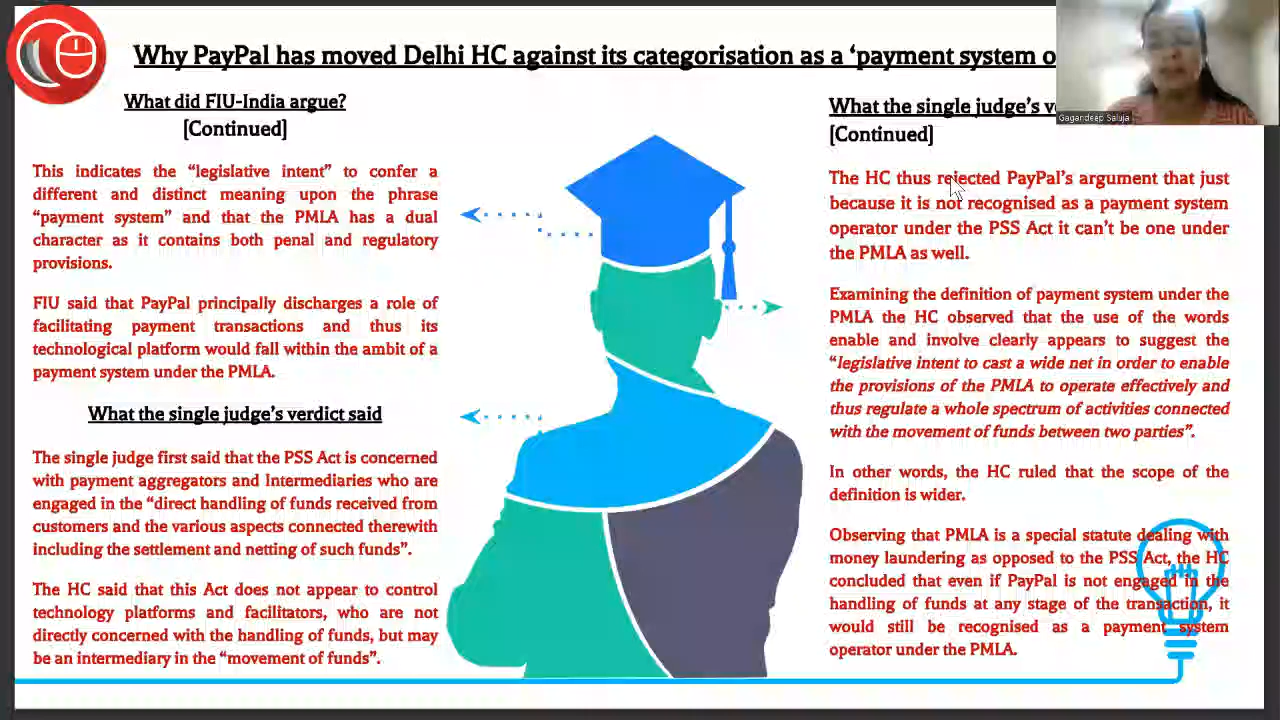 Why PayPal has moved Delhi HC against its categorisation as a ‘payment system o
What did FIU-India argue?
[Continued]
This indicates the “legislative intent” to confer a
different and distinct meaning upon the phrase
“payment system” and that the PMLA has a dual
character as it contains both penal and regulatory
provisions.
FIU said that PayPal principally discharges a role of
facilitating payment transactions and thus its
technological platform would fall within the ambit of a
payment system under the PMLA.
What the single judge’s verdict said
The single judge first said that the PSS Act is concerned
with payment aggregators and Intermediaries who are
engaged in the “direct handling of funds received from
customers and the various aspects connected therewith
including the settlement and netting of such funds”.
The HC said that this Act does not appear to control
technology platforms and facilitators, who are not
directly concerned with the handling of funds, but may
be an intermediary in the “movement of funds”.
What the single judge’s ve
[Continued]
The HC thus rejected PayPal’s argument that just
because it is not recognised as a payment system
operator under the PSS Act it can’t be one under
the PMLA as well.
Examining the definition of payment system under the
PMLA the HC observed that the use of the words
enable and involve clearly appears to suggest the
“legislative intent to cast a wide net in order to enable
the provisions of the PMLA to operate effectively and
thus regulate a whole spectrum of activities connected
with the movement of funds between two parties”.
In other words, the HC ruled that the scope of the
definition is wider.
Observing that PMLA is a special statute dealing with
money laundering as opposed to the PSS Act, the HC
concluded that even if PayPal is not engaged in the
handling of funds at any stage of the transaction, it
would still be recognised as a payment system
operator under the PMLA.
Gagandeep Saluja